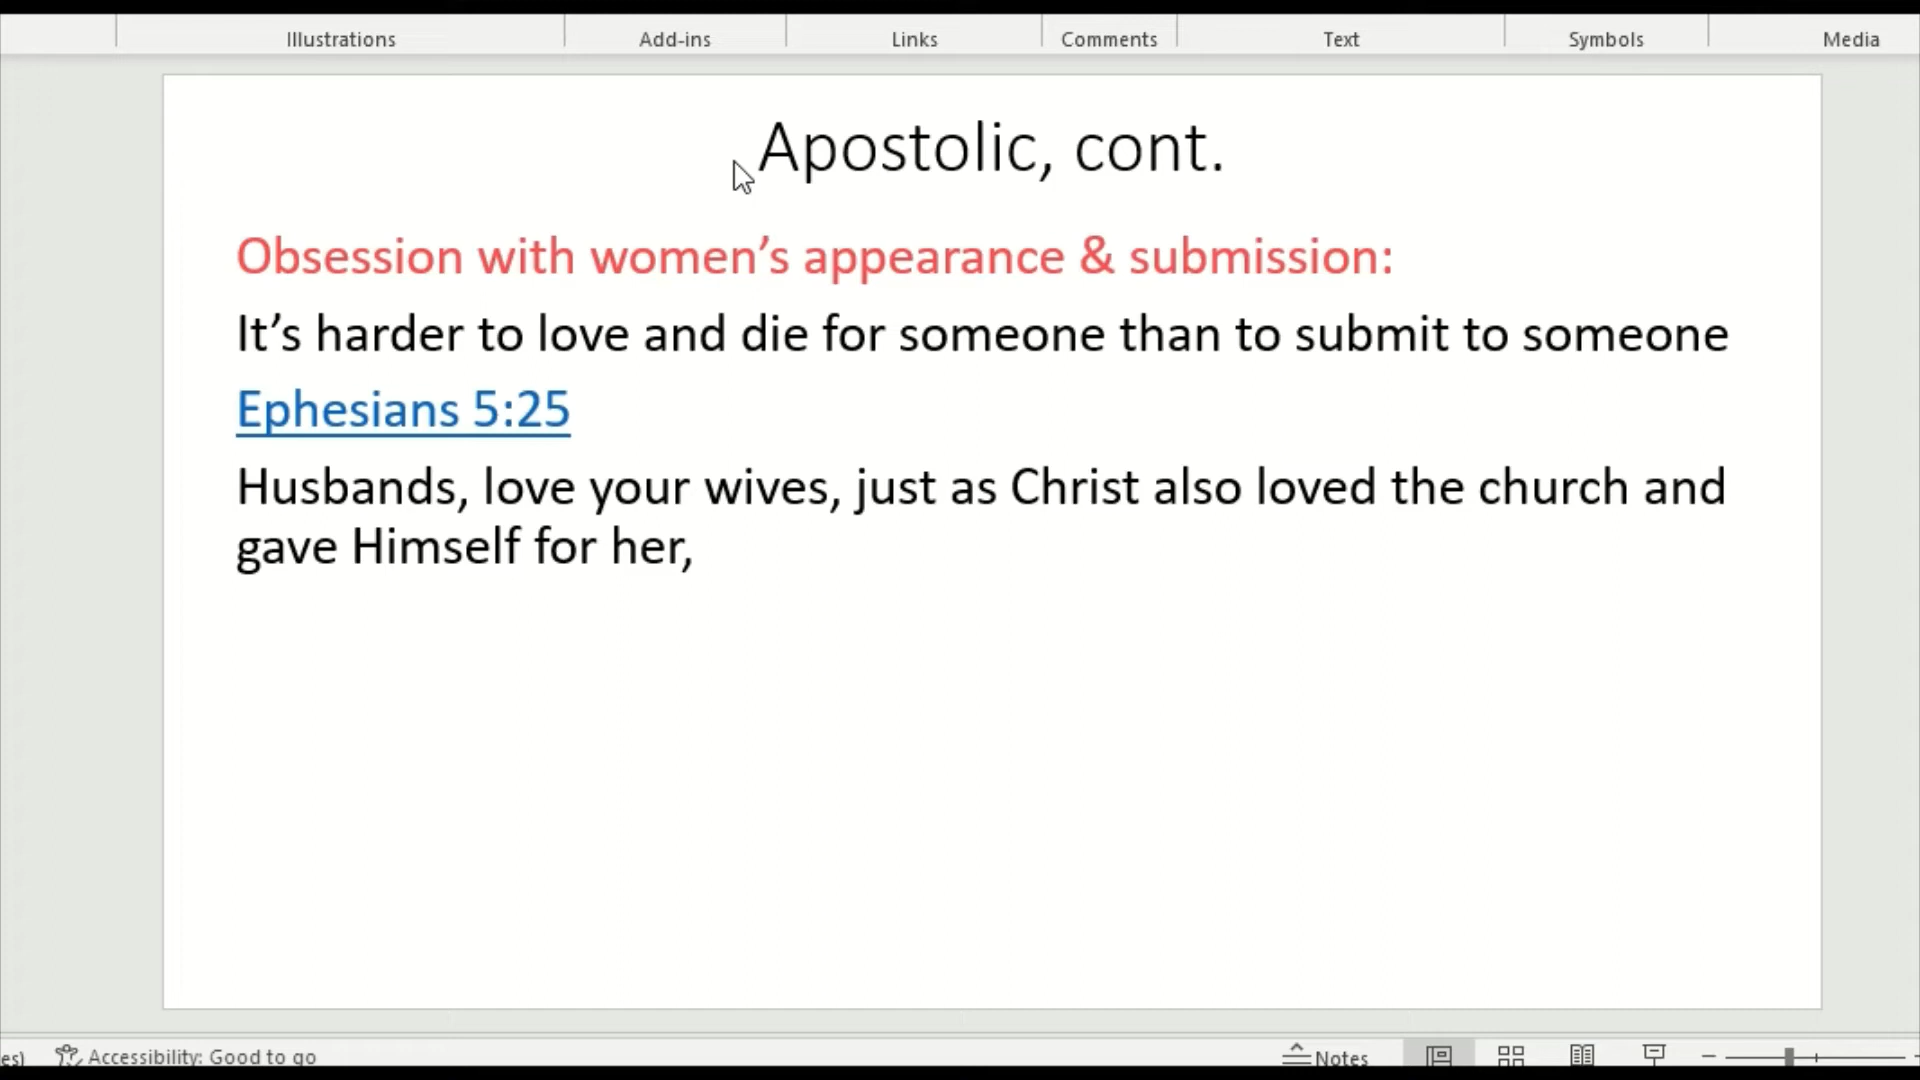 Illustrations Add-ins Links Comments Text Symbols Media
Apostolic, cont.
Obsession with women’s appearance & submission:
It’s harder to love and die for someone than to submit to someone
Ephesians 5:25
Husbands, love your wives, just as Christ also loved the church and
gave Himself for her,
es) Accessibility: Good to go Notes